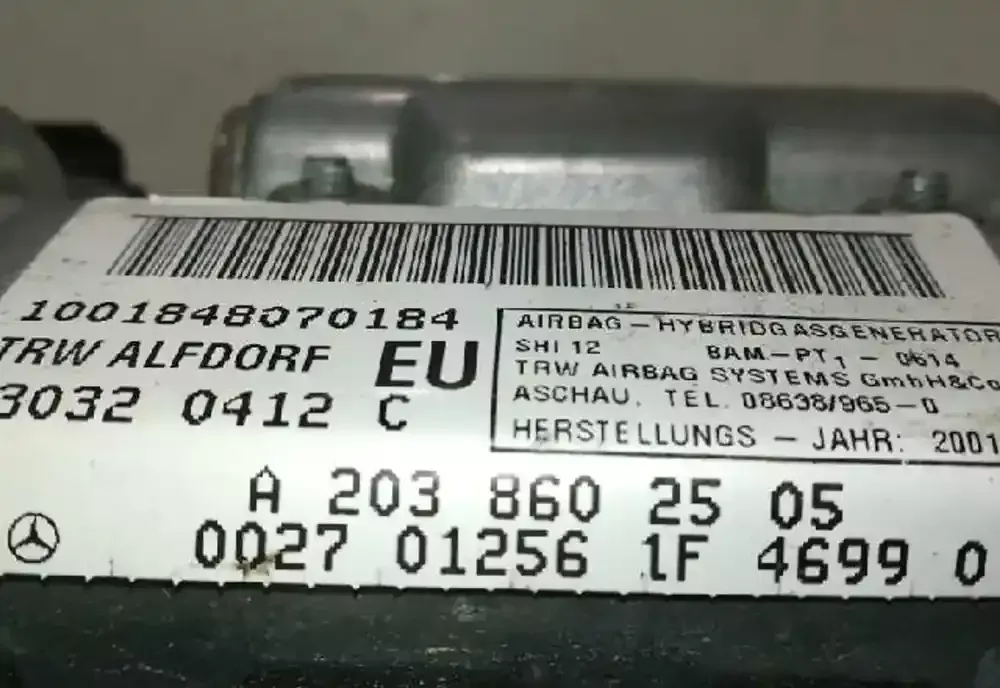 1001848070184
TRW ALFDORF EU
3032 0412 C
AIRBAG - HYBRIDGASGENERATOR
SHI 12 BAM-PT1 - 0614
TRW AIRBAG SYSTEMS GmbH&Co
ASCHAU, TEL. 08638/965-0
HERSTELLUNGS - JAHR: 2001
A 203 860 25 05
0027 01256 1F 4699 0